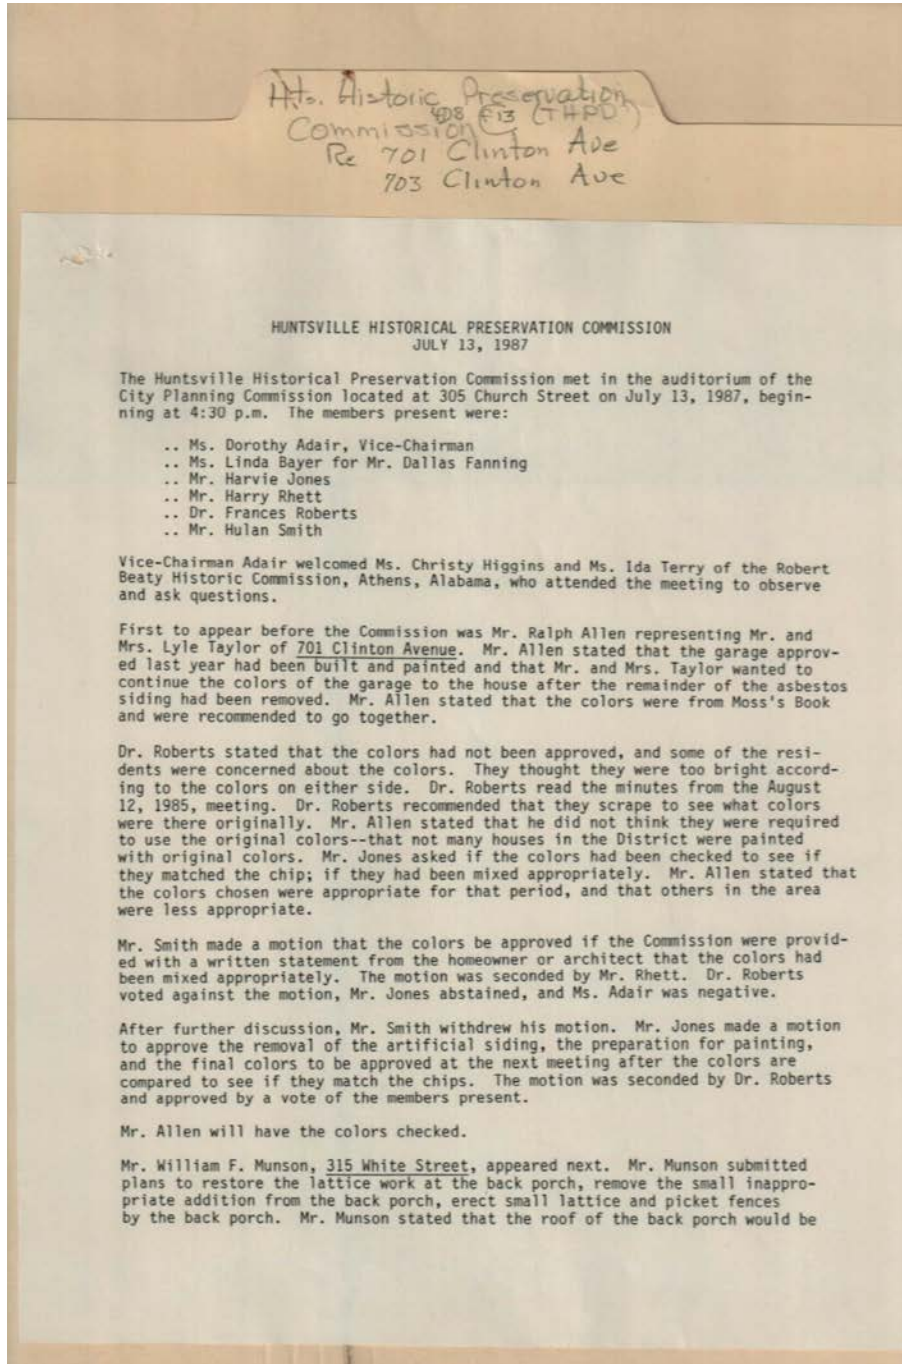 Hts. Historic Preservation
408 F13 (THPD)
Commission
Re 701 Clinton Ave
703 Clinton Ave
HUNTSVILLE HISTORICAL PRESERVATION COMMISSION
JULY 13, 1987
The Huntsville Historical Preservation Commission met in the auditorium of the
City Planning Commission located at 305 Church Street on July 13, 1987, begin-
ning at 4:30 p.m. The members present were:
.. Ms. Dorothy Adair, Vice-Chairman
.. Ms. Linda Bayer for Mr. Dallas Fanning
.. Mr. Harvie Jones
.. Mr. Harry Rhett
.. Dr. Frances Roberts
.. Mr. Hulan Smith
Vice-Chairman Adair welcomed Ms. Christy Higgins and Ms. Ida Terry of the Robert
Beaty Historic Commission, Athens, Alabama, who attended the meeting to observe
and ask questions.
First to appear before the Commission was Mr. Ralph Allen representing Mr. and
Mrs. Lyle Taylor of 701 Clinton Avenue. Mr. Allen stated that the garage approv-
ed last year had been built and painted and that Mr. and Mrs. Taylor wanted to
continue the colors of the garage to the house after the remainder of the asbestos
siding had been removed. Mr. Allen stated that the colors were from Moss's Book
and were recommended to go together.
Dr. Roberts stated that the colors had not been approved, and some of the resi-
dents were concerned about the colors. They thought they were too bright accord-
ing to the colors on either side. Dr. Roberts read the minutes from the August
12, 1985, meeting. Dr. Roberts recommended that they scrape to see what colors
were there originally. Mr. Allen stated that he did not think they were required
to use the original colors--that not many houses in the District were painted
with original colors. Mr. Jones asked if the colors had been checked to see if
they matched the chip; if they had been mixed appropriately. Mr. Allen stated that
the colors chosen were appropriate for that period, and that others in the area
were less appropriate.
Mr. Smith made a motion that the colors be approved if the Commission were provid-
ed with a written statement from the homeowner or architect that the colors had
been mixed appropriately. The motion was seconded by Mr. Rhett. Dr. Roberts
voted against the motion, Mr. Jones abstained, and Ms. Adair was negative.
After further discussion, Mr. Smith withdrew his motion. Mr. Jones made a motion
to approve the removal of the artificial siding, the preparation for painting,
and the final colors to be approved at the next meeting after the colors are
compared to see if they match the chips. The motion was seconded by Dr. Roberts
and approved by a vote of the members present.
Mr. Allen will have the colors checked.
Mr. William F. Munson, 315 White Street, appeared next. Mr. Munson submitted
plans to restore the lattice work at the back porch, remove the small inappro-
priate addition from the back porch, erect small lattice and picket fences
by the back porch. Mr. Munson stated that the roof of the back porch would be